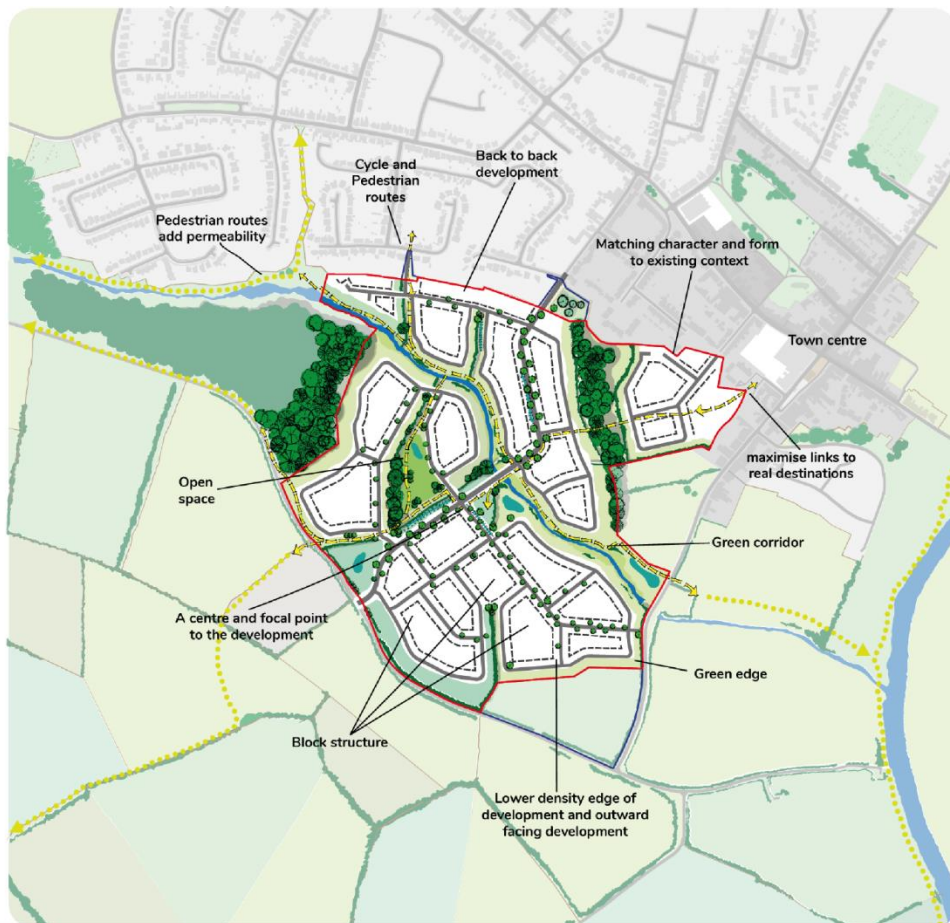 Back to back
development
Cycle and
Pedestrian
routes
Pedestrian routes
add permeability
Matching character and form
to existing context
Town centre
maximise links to
real destinations
Open
space
Green corridor
A centre and focal point
to the development
Green edge
Block structure
Lower density edge of
development and outward
facing development